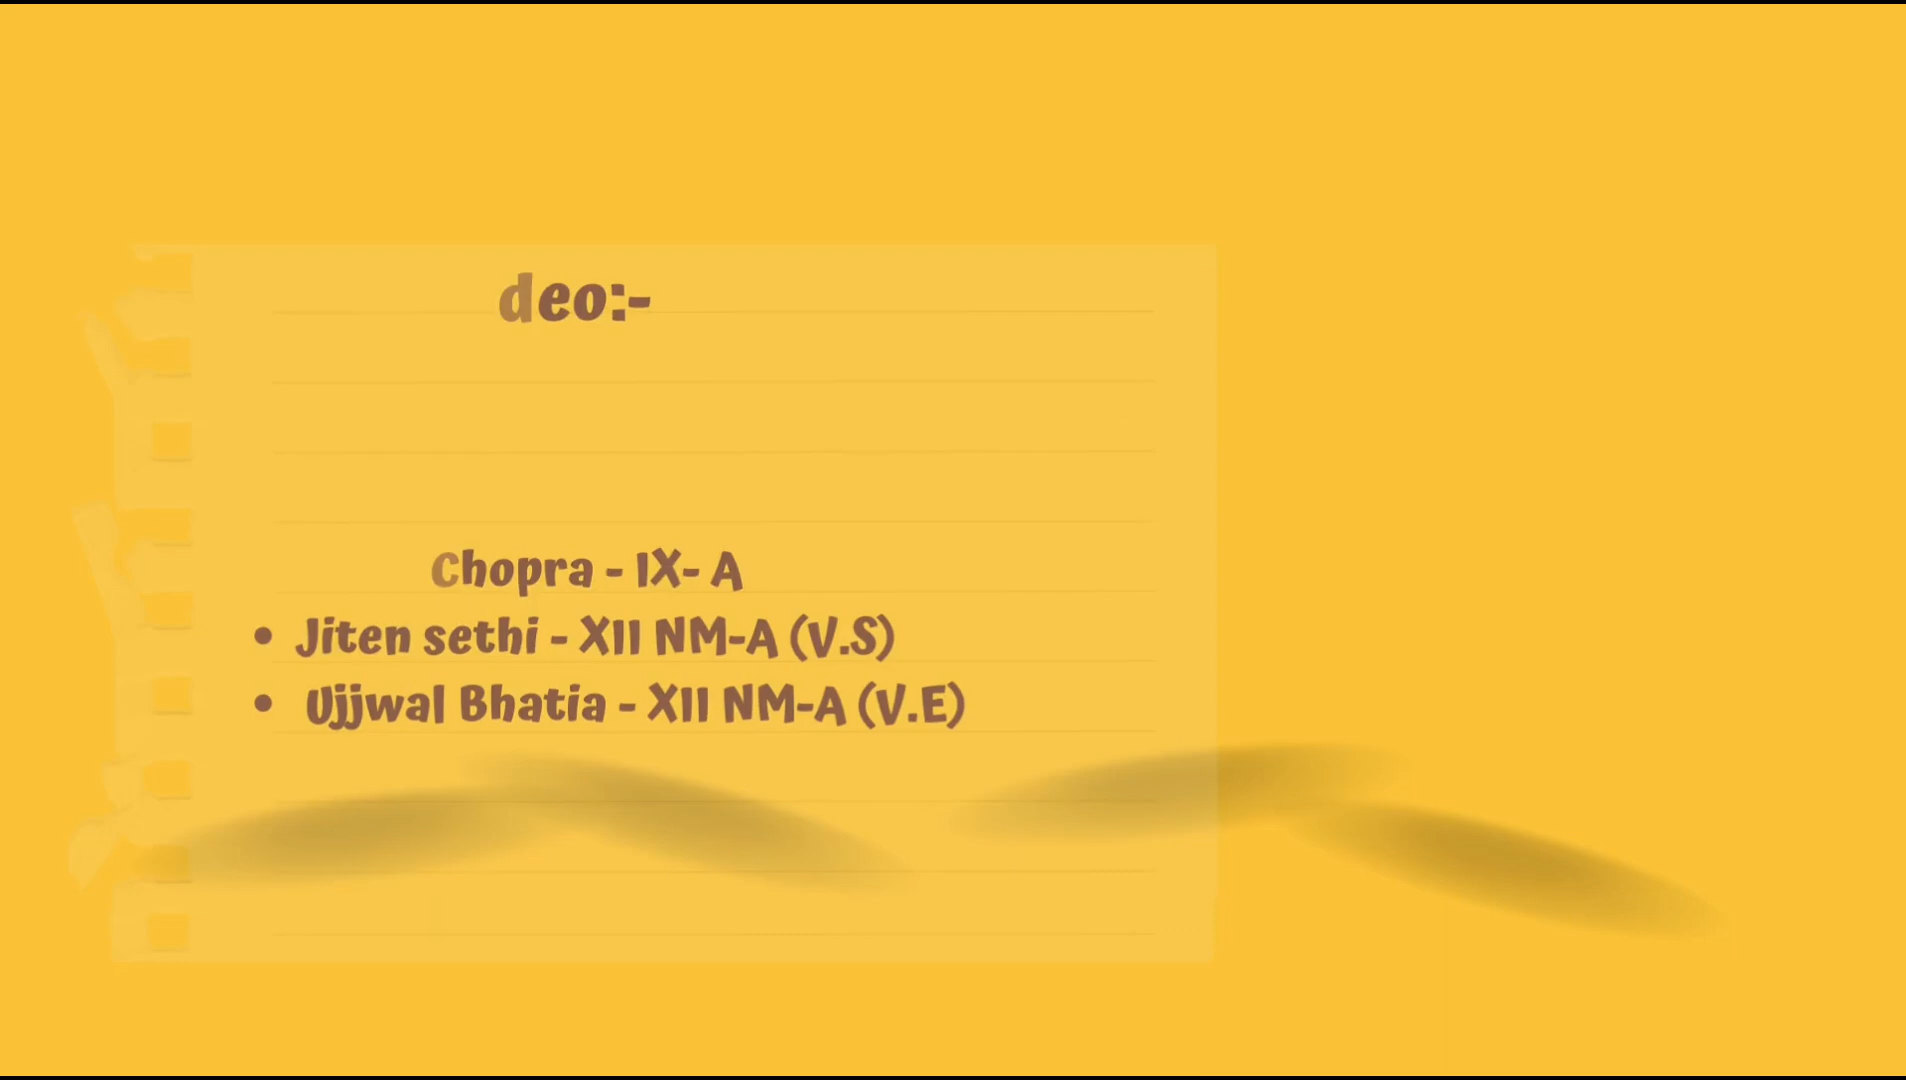 deo:-
Chopra - IX- A
• Jiten sethi - XII NM-A (V.S)
• Ujjwal Bhatia - XII NM-A (V.E)